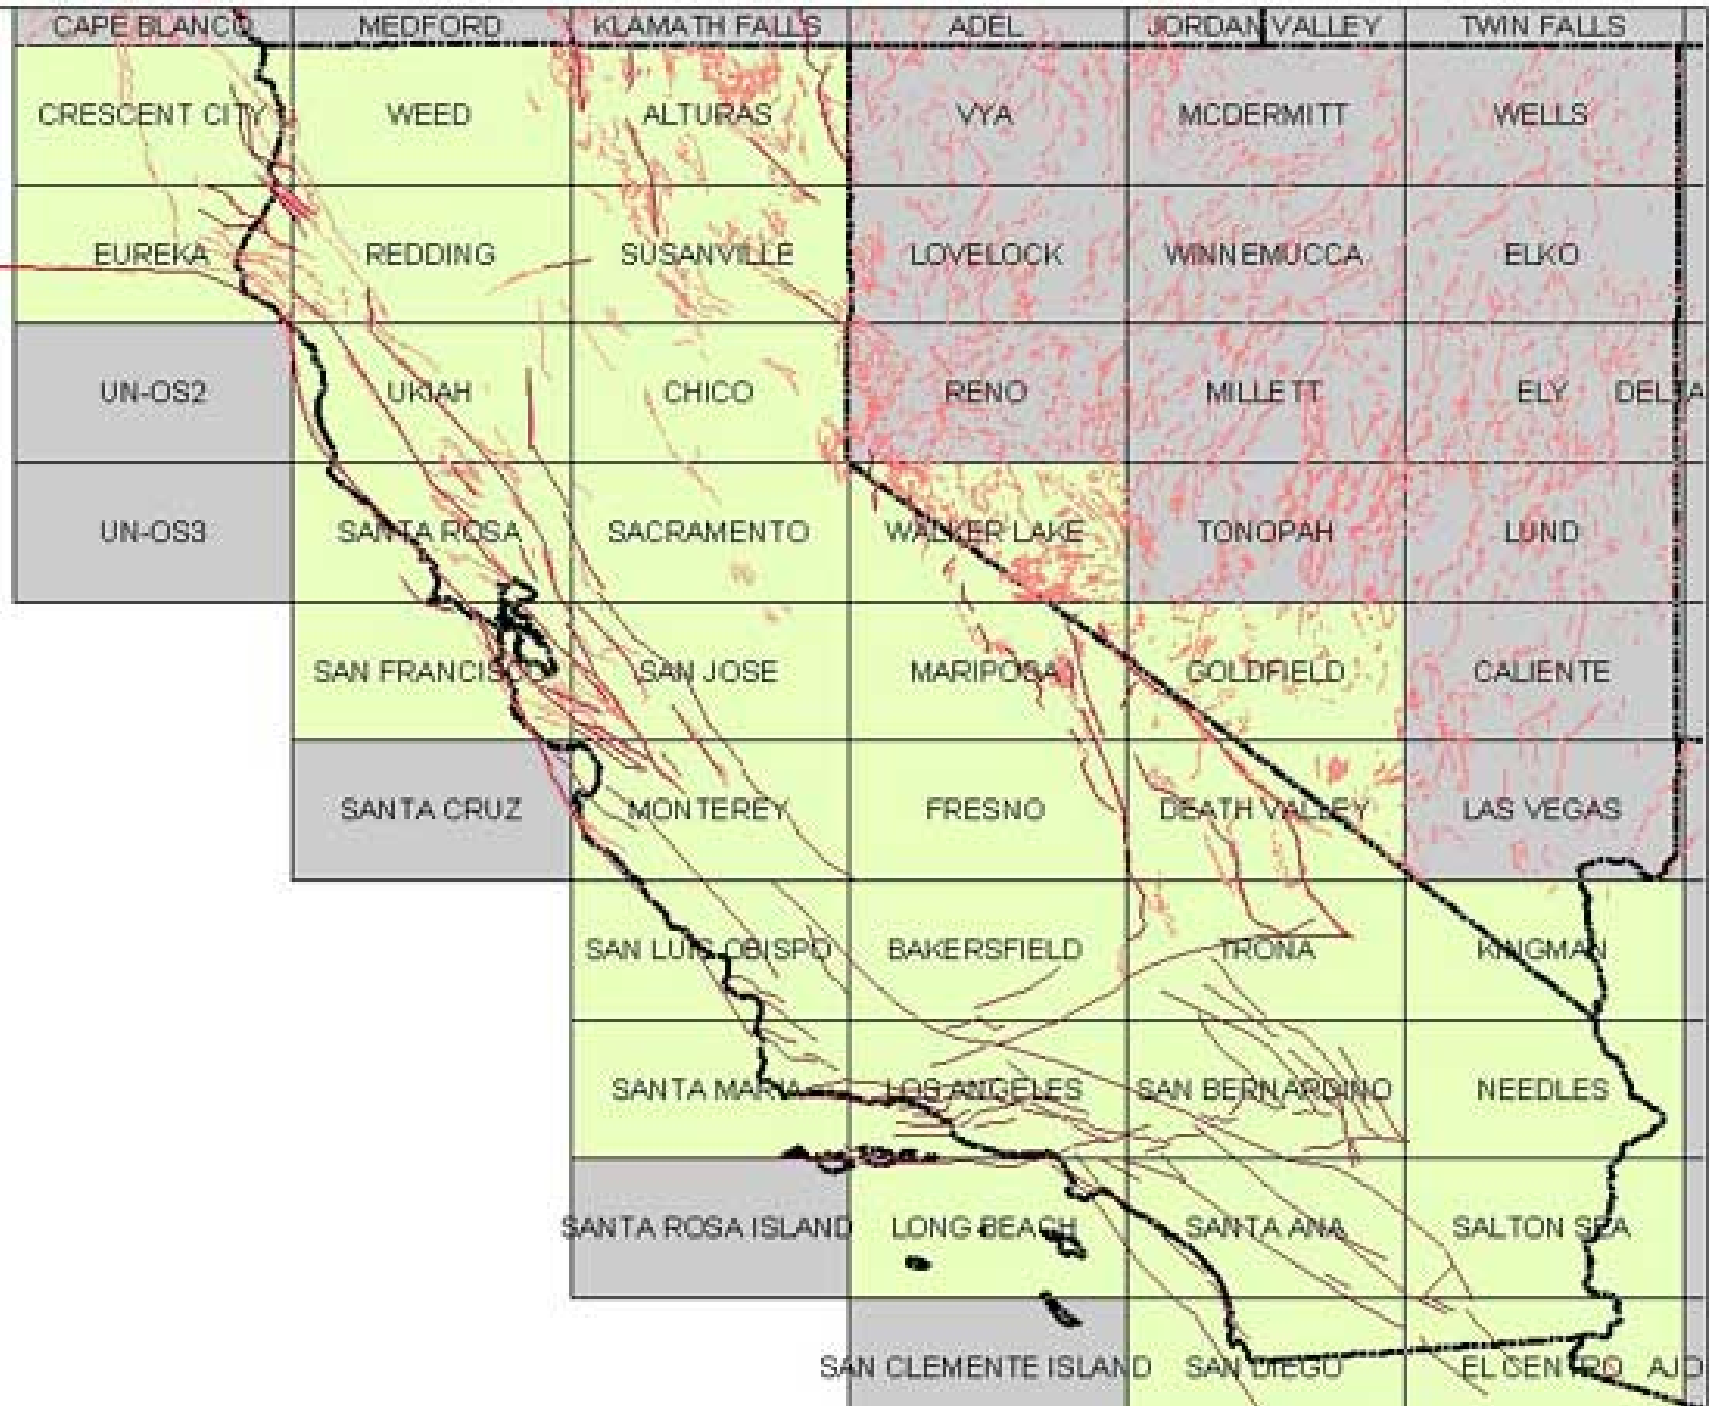 CAPE BLANCO MEDFORD KLAMATH FALLS ADEL JORDAN VALLEY TWIN FALLS
CRESCENT CITY WEED ALTURAS VYA MCDERMITT WELLS
EUREKA REDDING SUSANVILLE LOVELOCK WINNEMUCCA ELKO
UN-OS2 UKIAH CHICO RENO MILLETT ELY DELTA
UN-OS3 SANTA ROSA SACRAMENTO WALKER LAKE TONOPAH LUND
SAN FRANCISCO SAN JOSE MARIPOSA GOLDFIELD CALIENTE
SANTA CRUZ MONTEREY FRESNO DEATH VALLEY LAS VEGAS
SAN LUIS OBISPO BAKERSFIELD TRONA KINGMAN
SANTA MARIA LOS ANGELES SAN BERNARDINO NEEDLES
SANTA ROSA ISLAND LONG BEACH SANTA ANA SALTON SEA
SAN CLEMENTE ISLAND SAN DIEGO EL CENTRO AJO